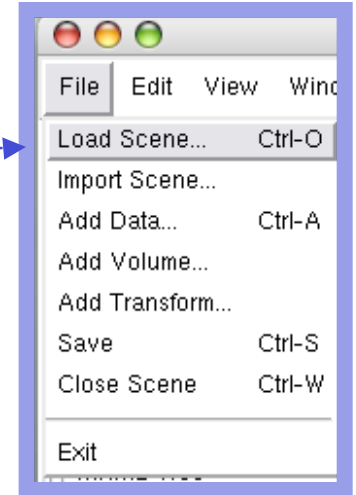 File Edit View
Load Scene... Ctrl-O
Import Scene...
Add Data... Ctrl-A
Add Volume...
Add Transform...
Save Ctrl-S
Close Scene Ctrl-W
Exit